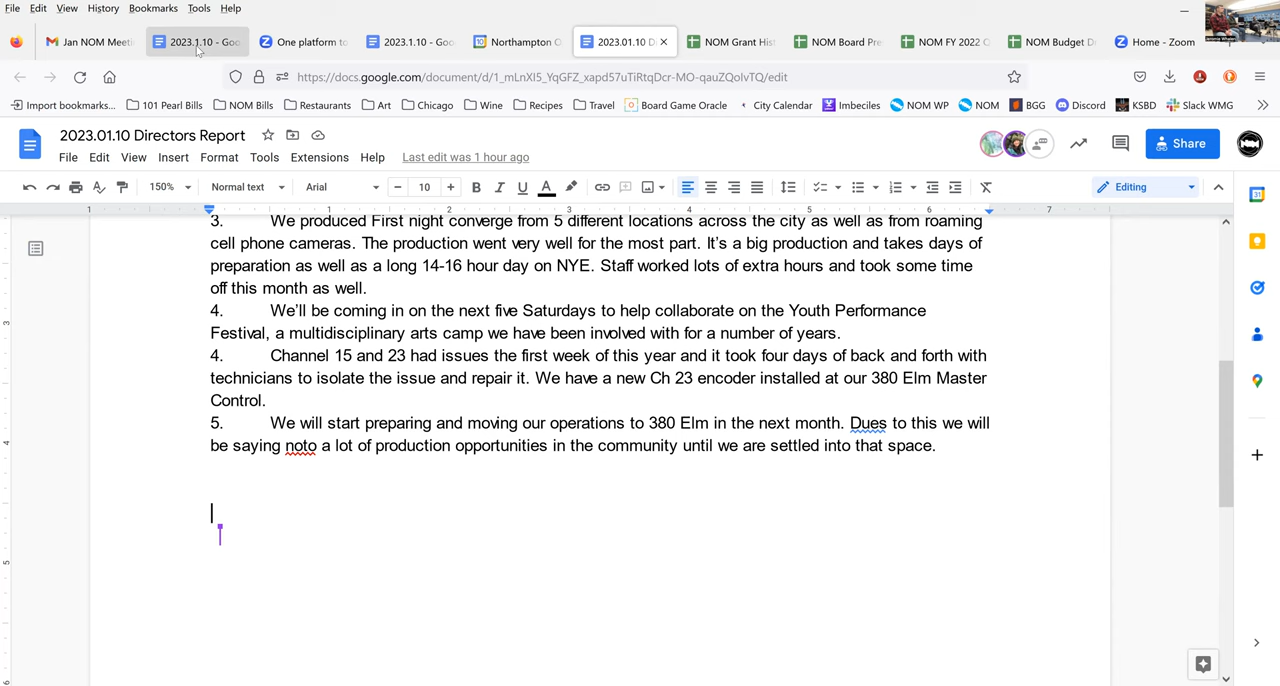 File Edit View History Bookmarks Tools Help
Jan NOM Meeti
2023.1.10 - Goo
One platform to
2023.1.10 - Goo
Northampton O
2023.01.10 D
NOM Grant His
NOM Board Pre
NOM FY 2022 O
NOM Budget D
Home - Zoom
https://docs.google.com/document/d/1_mLnXI5_YqGFZ_xapd57uTiRtqDcr-MO-qauZQolvTQ/edit
Import bookmarks... 101 Pearl Bills NOM Bills Restaurants Art Chicago Wine Recipes Travel Board Game Oracle City Calendar Imbeciles NOM WP NOM BGG Discord KSBD Slack WMG
2023.01.10 Directors Report
File Edit View Insert Format Tools Extensions Help Last edit was 1 hour ago
Share
150% Normal text Arial 10 B I U A Editing
1 1 2 3 4 5 6 7
3. We produced First night converge from 5 different locations across the city as well as from roaming
cell phone cameras. The production went very well for the most part. It's a big production and takes days of
preparation as well as a long 14-16 hour day on NYE. Staff worked lots of extra hours and took some time
off this month as well.
4. We'll be coming in on the next five Saturdays to help collaborate on the Youth Performance
Festival, a multidisciplinary arts camp we have been involved with for a number of years.
4. Channel 15 and 23 had issues the first week of this year and it took four days of back and forth with
technicians to isolate the issue and repair it. We have a new Ch 23 encoder installed at our 380 Elm Master
Control.
5. We will start preparing and moving our operations to 380 Elm in the next month. Dues to this we will
be saying noto a lot of production opportunities in the community until we are settled into that space.
3
4
5
6